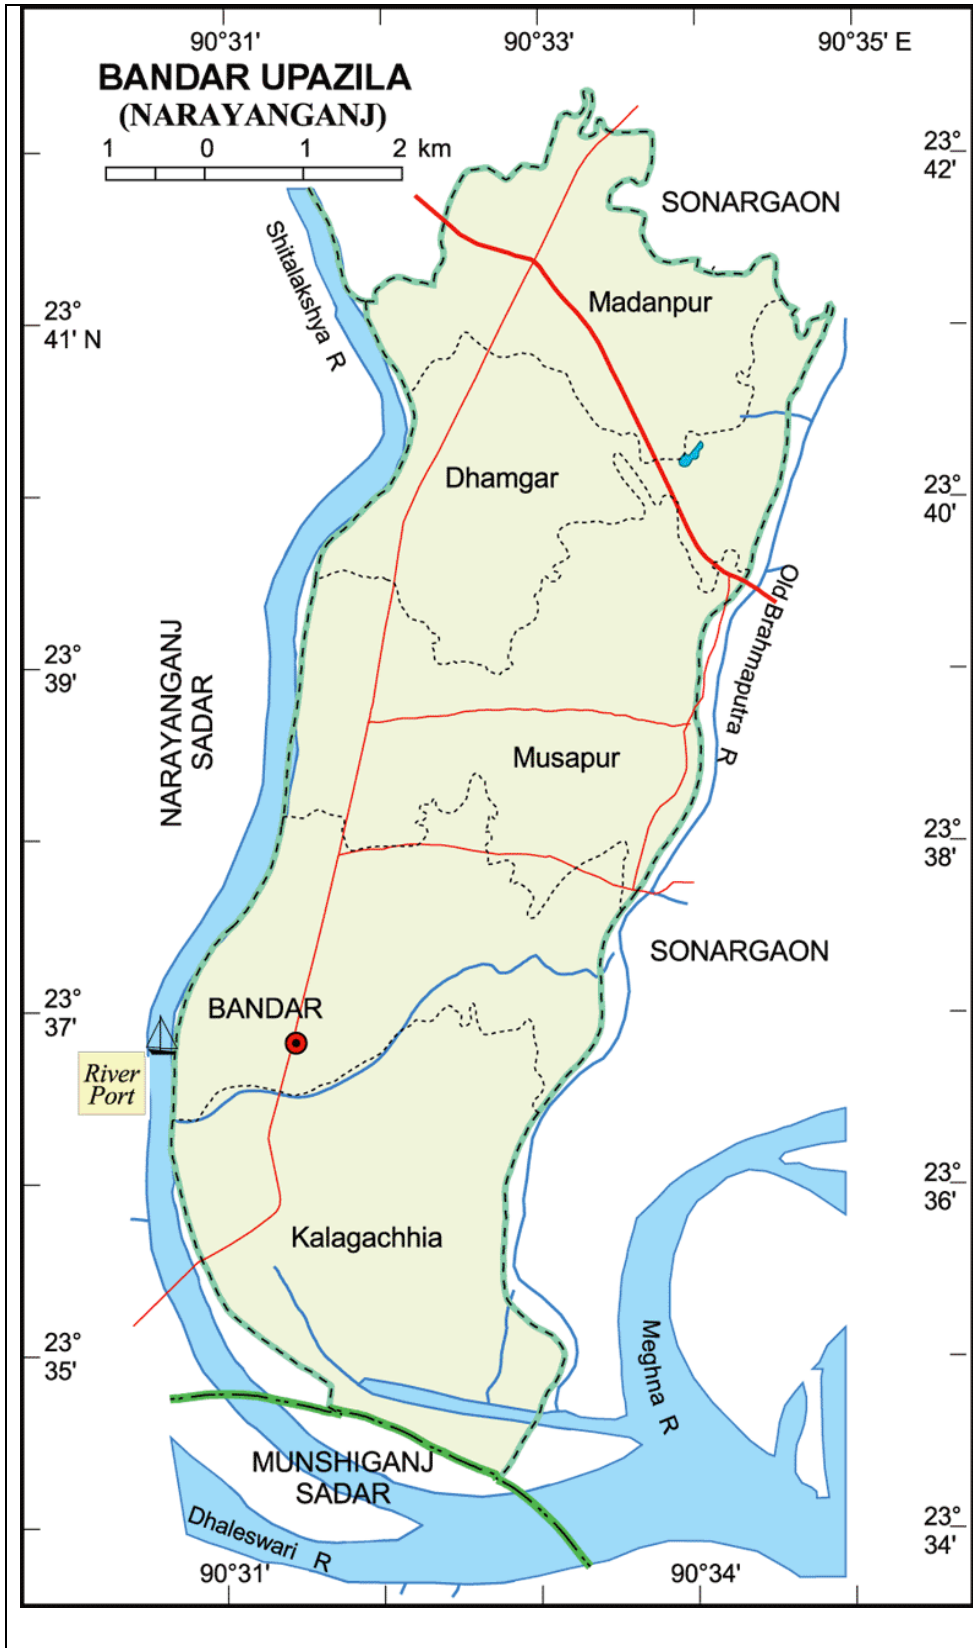 90°31'
90°33'
90°35' E
BANDAR UPAZILA
(NARAYANGANJ)
1 0 1 2 km
23°
42'
SONARGAON
Shitalakshya R
Madanpur
23°
41' N
Dhamgar
23°
40'
Old Brahmaputra R
NARAYANGANJ
SADAR
23°
39'
Musapur
23°
38'
SONARGAON
BANDAR
23°
37'
River
Port
23°
36'
Kalagachhia
Meghna R
23°
35'
MUNSHIGANJ
SADAR
Dhaleswari R
23°
34'
90°31'
90°34'